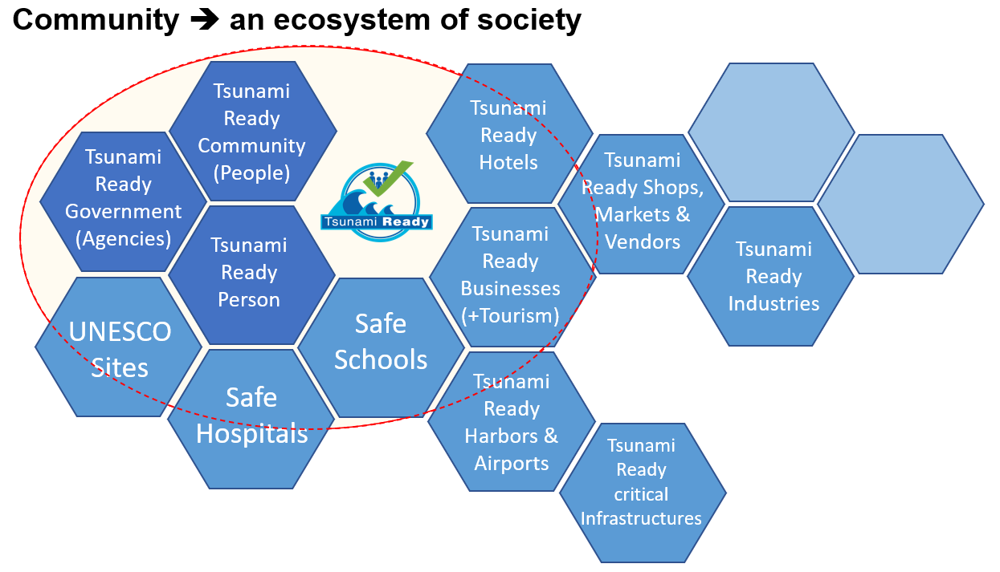 Community ➔ an ecosystem of society
Tsunami
Ready
Community
(People)
Tsunami
Ready
Government
(Agencies)
Tsunami
Ready
Person
Tsunami Ready
Tsunami
Ready
Hotels
Tsunami
Ready Shops,
Markets &
Vendors
Tsunami
Ready
Businesses
(+Tourism)
Tsunami
Ready
Industries
UNESCO
Sites
Safe
Schools
Safe
Hospitals
Tsunami
Ready
Harbors &
Airports
Tsunami
Ready
critical
Infrastructures